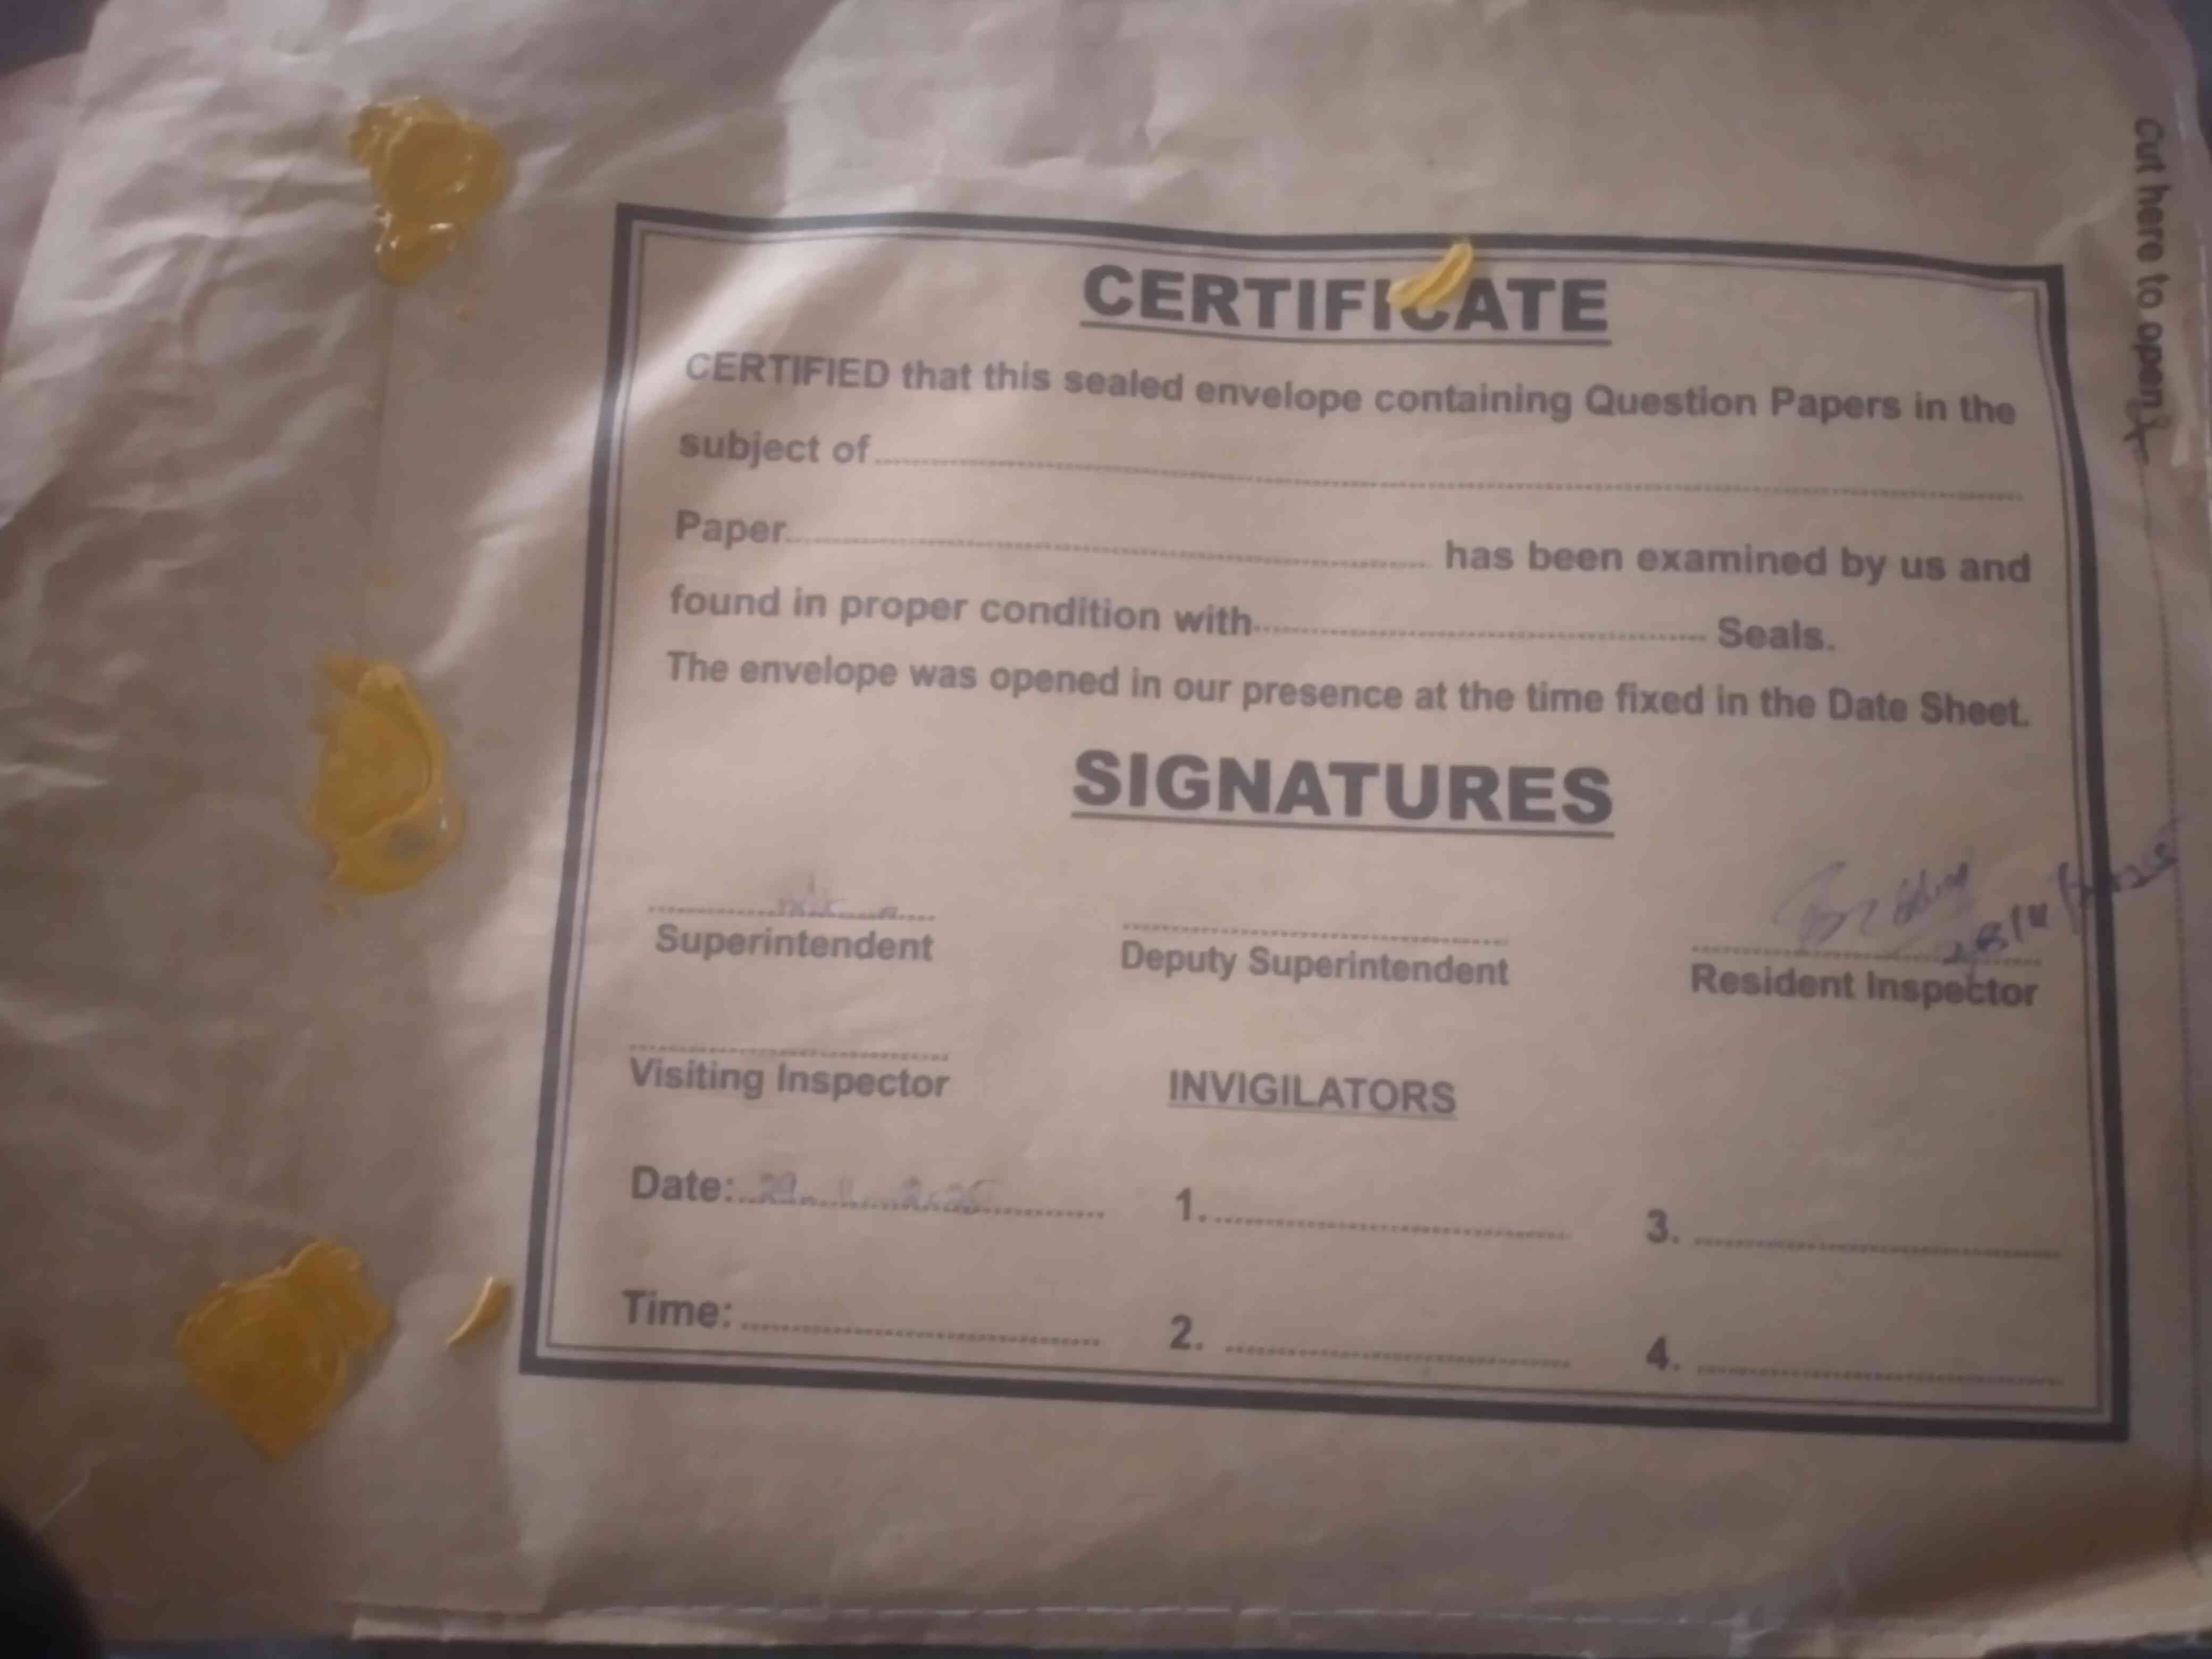 CERTIFICATE
CERTIFIED that this sealed envelope containing Question Papers in the
subject of
Paper has been examined by us and
found in proper condition with Seals.
The envelope was opened in our presence at the time fixed in the Date Sheet.
SIGNATURES
Superintendent
Deputy Superintendent
Resident Inspector
Visiting Inspector
INVIGILATORS
Date:
1.
3.
Time:
2.
4.
Cut here to open